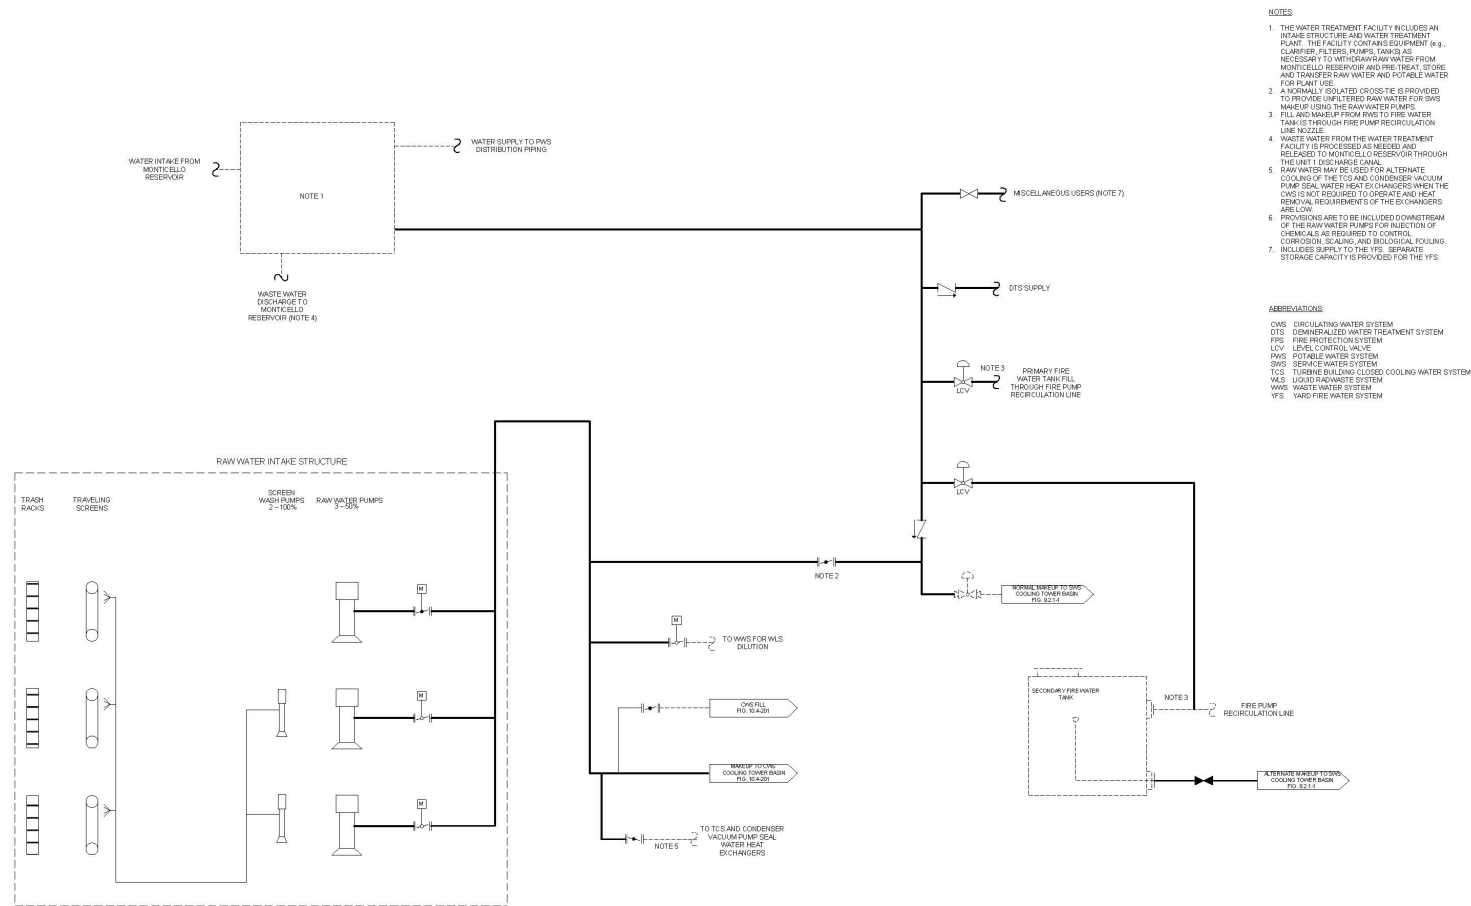 NOTES:
1. THE WATER TREATMENT FACILITY INCLUDES AN
INTAKE STRUCTURE AND WATER TREATMENT
PLANT. THE FACILITY CONTAINS EQUIPMENT (e.g.,
CLARIFIER, FILTERS, PUMPS, TANKS) AS
NECESSARY TO WITHDRAW RAW WATER FROM
MONTICELLO RESERVOIR AND PRE-TREAT, STORE
AND TRANSFER RAW WATER AND POTABLE WATER
FOR PLANT USE.
2. A NORMALLY ISOLATED CROSS-TIE IS PROVIDED
TO PROVIDE UNFILTERED RAW WATER FOR SWS
MAKEUP USING THE RAW WATER PUMPS.
3. FILL AND MAKEUP FROM RWS TO FIRE WATER
TANK IS THROUGH FIRE PUMP RECIRCULATION
LINE NOZZLE.
4. WASTE WATER FROM THE WATER TREATMENT
FACILITY IS PROCESSED AS NEEDED AND
RELEASED TO MONTICELLO RESERVOIR THROUGH
THE UNIT 1 DISCHARGE CANAL.
5. RAW WATER MAY BE USED FOR ALTERNATE
COOLING OF THE TCS AND CONDENSER VACUUM
PUMP SEAL WATER HEAT EXCHANGERS WHEN THE
CWS IS NOT REQUIRED TO OPERATE AND HEAT
REMOVAL REQUIREMENTS OF THE EXCHANGERS
ARE LOW.
6. PROVISIONS ARE TO BE INCLUDED DOWNSTREAM
OF THE RAW WATER PUMPS FOR INJECTION OF
CHEMICALS AS REQUIRED TO CONTROL
CORROSION, SCALING, AND BIOLOGICAL FOULING.
7. INCLUDES SUPPLY TO THE YFS. SEPARATE
STORAGE CAPACITY IS PROVIDED FOR THE YFS.
ABBREVIATIONS:
CWS CIRCULATING WATER SYSTEM
DTS DEMINERALIZED WATER TREATMENT SYSTEM
FPS FIRE PROTECTION SYSTEM
LCV LEVEL CONTROL VALVE
PWS POTABLE WATER SYSTEM
SWS SERVICE WATER SYSTEM
TCS TURBINE BUILDING CLOSED COOLING WATER SYSTEM
WLS LIQUID RADWASTE SYSTEM
WWS WASTE WATER SYSTEM
YFS YARD FIRE WATER SYSTEM
WATER INTAKE FROM
MONTICELLO
RESERVOIR
NOTE 1
WATER SUPPLY TO PWS
DISTRIBUTION PIPING
WASTE WATER
DISCHARGE TO
MONTICELLO
RESERVOIR (NOTE 4)
MISCELLANEOUS USERS (NOTE 7)
DTS SUPPLY
NOTE 3
LCV
PRIMARY FIRE
WATER TANK FILL
THROUGH FIRE PUMP
RECIRCULATION LINE
LCV
RAW WATER INTAKE STRUCTURE
TRASH
RACKS
TRAVELING
SCREENS
SCREEN
WASH PUMPS
2 – 100%
RAW WATER PUMPS
3 – 50%
M
M
M
NOTE 2
NORMAL MAKEUP TO SWS
COOLING TOWER BASIN
FIG. 9.2.1-1
M
TO WWS FOR WLS
DILUTION
CWS FILL
FIG. 10.4-201
MAKEUP TO CWS
COOLING TOWER BASIN
FIG. 10.4-201
NOTE 5
TO TCS AND CONDENSER
VACUUM PUMP SEAL
WATER HEAT
EXCHANGERS
SECONDARY FIRE WATER
TANK
NOTE 3
FIRE PUMP
RECIRCULATION LINE
ALTERNATE MAKEUP TO SWS
COOLING TOWER BASIN
FIG. 9.2.1-1